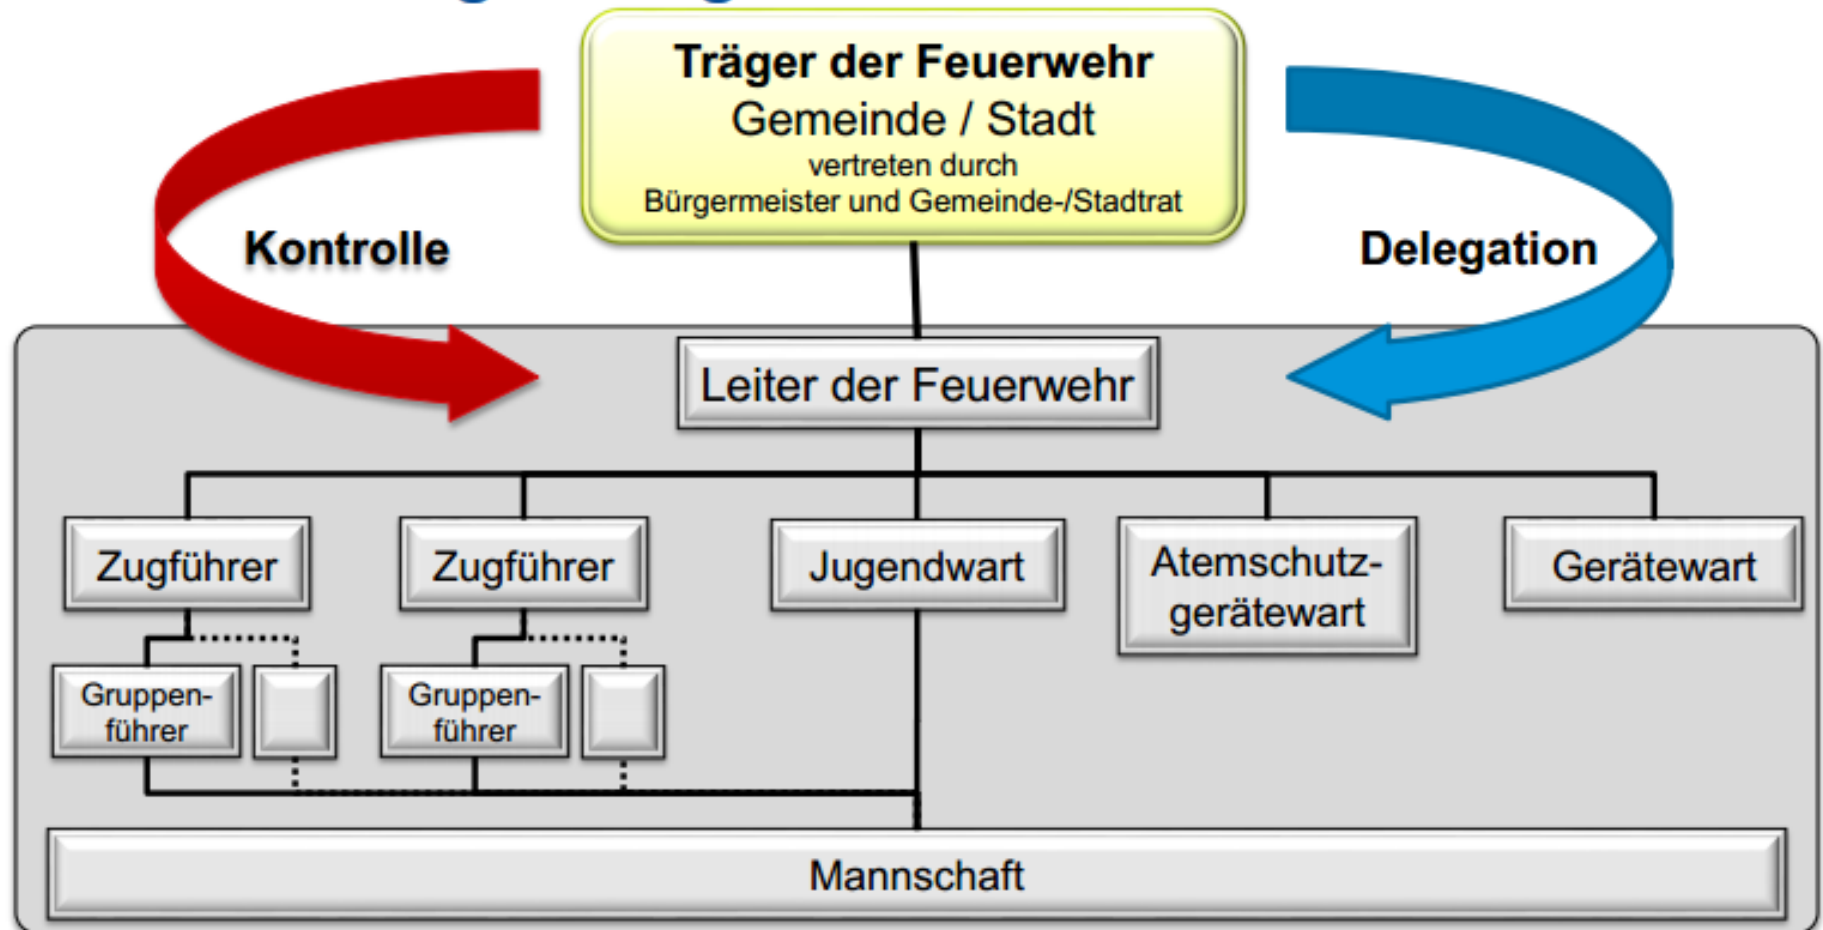 Träger der Feuerwehr
Gemeinde / Stadt
vertreten durch
Bürgermeister und Gemeinde-/Stadtrat
Kontrolle
Delegation
Leiter der Feuerwehr
Zugführer
Zugführer
Jugendwart
Atemschutz-
gerätewart
Gerätewart
Gruppen-
führer
Gruppen-
führer
Mannschaft